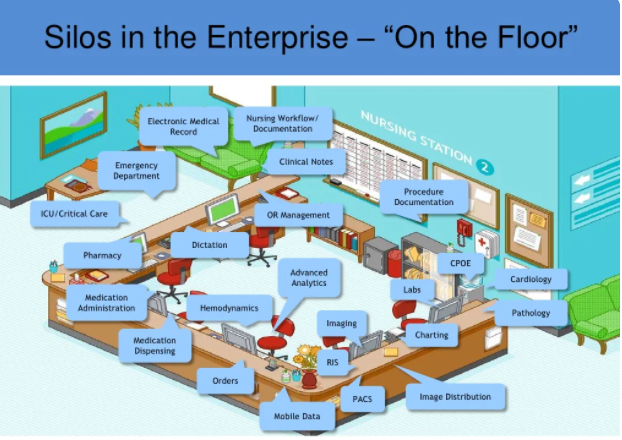 Silos in the Enterprise – “On the Floor”
Electronic Medical
Record
Nursing Workflow/
Documentation
NURSING STATION 2
Clinical Notes
Emergency
Department
Procedure
Documentation
ICU/Critical Care
OR Management
Dictation
Pharmacy
CPOE
Advanced
Analytics
Cardiology
Labs
Medication
Administration
Hemodynamics
Pathology
Imaging
Charting
Medication
Dispensing
RIS
Orders
PACS
Image Distribution
Mobile Data